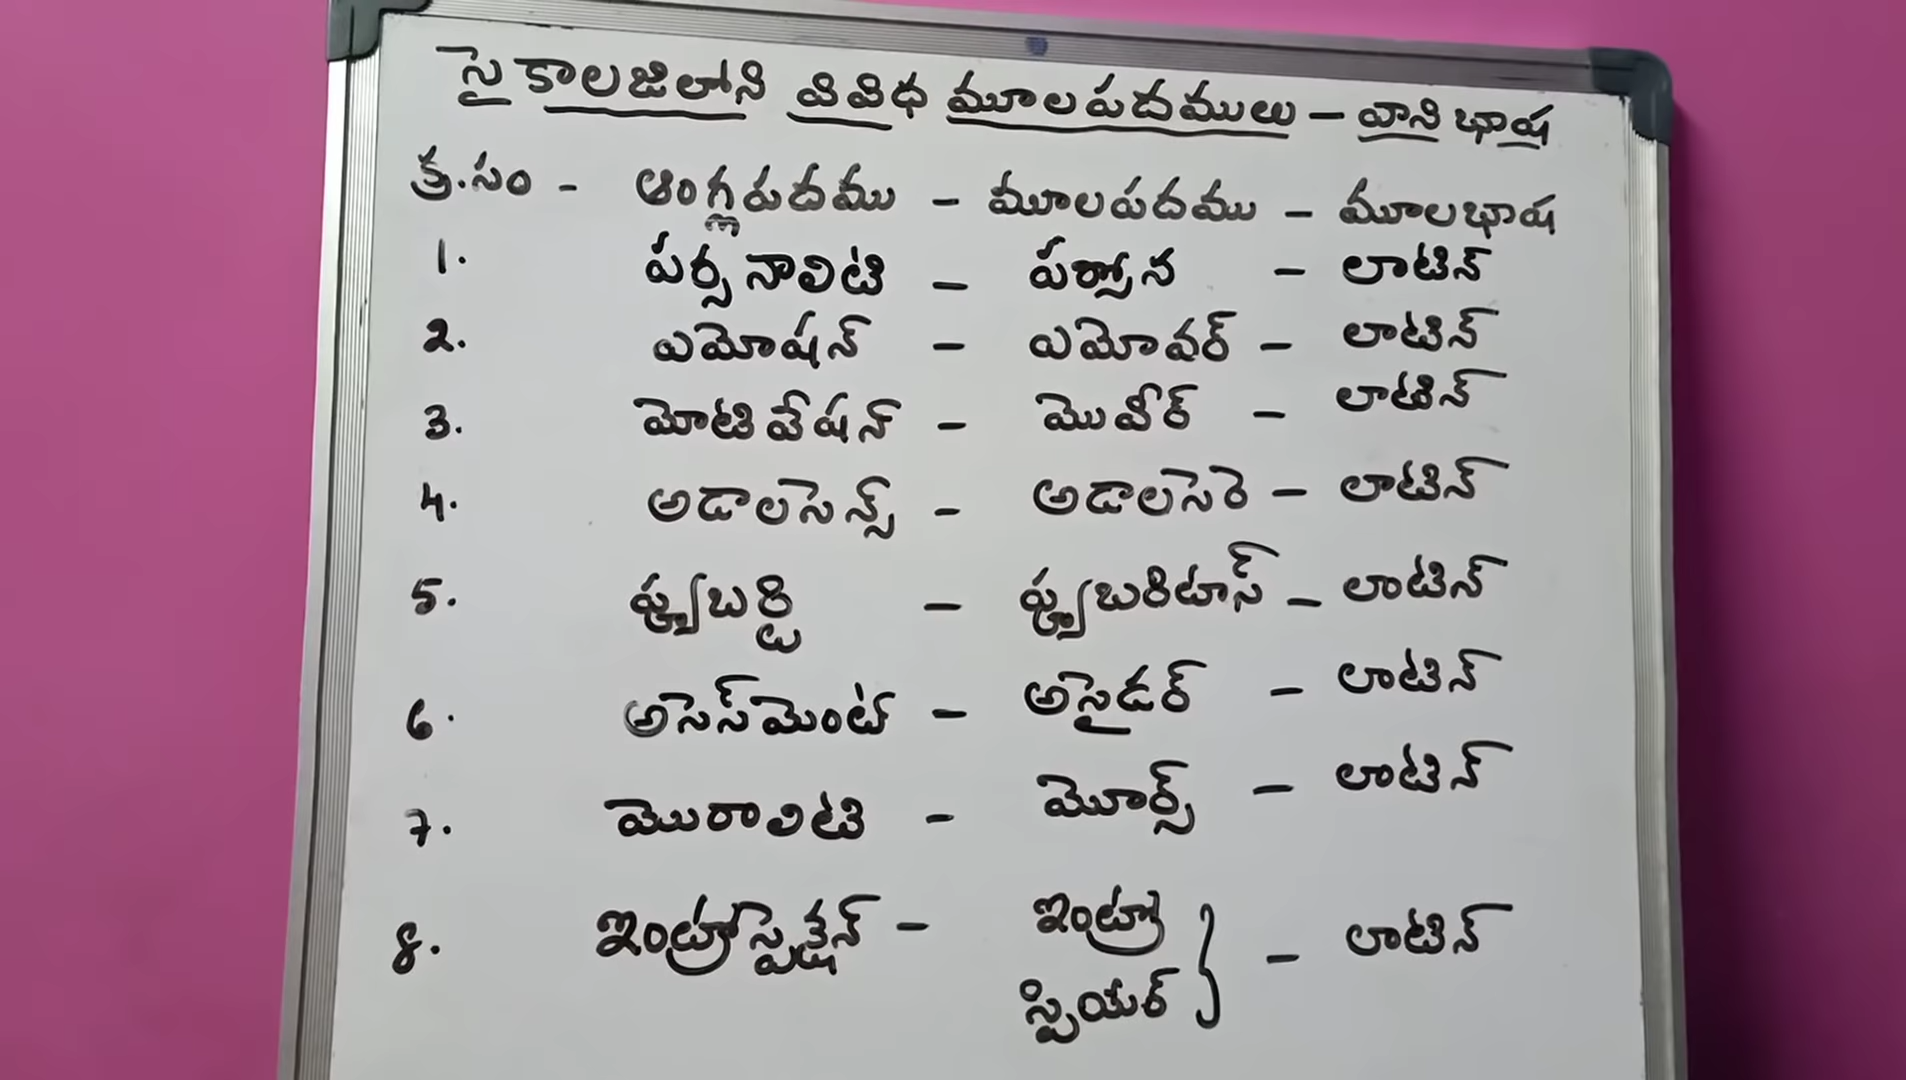 సైకాలజిలోని వివిధ మూలపదములు – వాని భాష
క్ర.సం - ఆంగ్లపదము – మూలపదము – మూలభాష
1. పర్సనాలిటి – పర్సోన – లాటిన్
2. ఎమోషన్ – ఎమోవర్ – లాటిన్
3. మోటివేషన్ – మొవీర్ – లాటిన్
4. అడాలసెన్స్ – అడాలసెరె – లాటిన్
5. ప్యుబర్టి – ప్యుబరిటాస్ – లాటిన్
6. అసెస్‌మెంట్ – అసైడర్ – లాటిన్
7. మొరాలిటి – మోర్స్ – లాటిన్
8. ఇంట్రోస్పెక్షన్ – ఇంట్రో
స్పియర్ } – లాటిన్